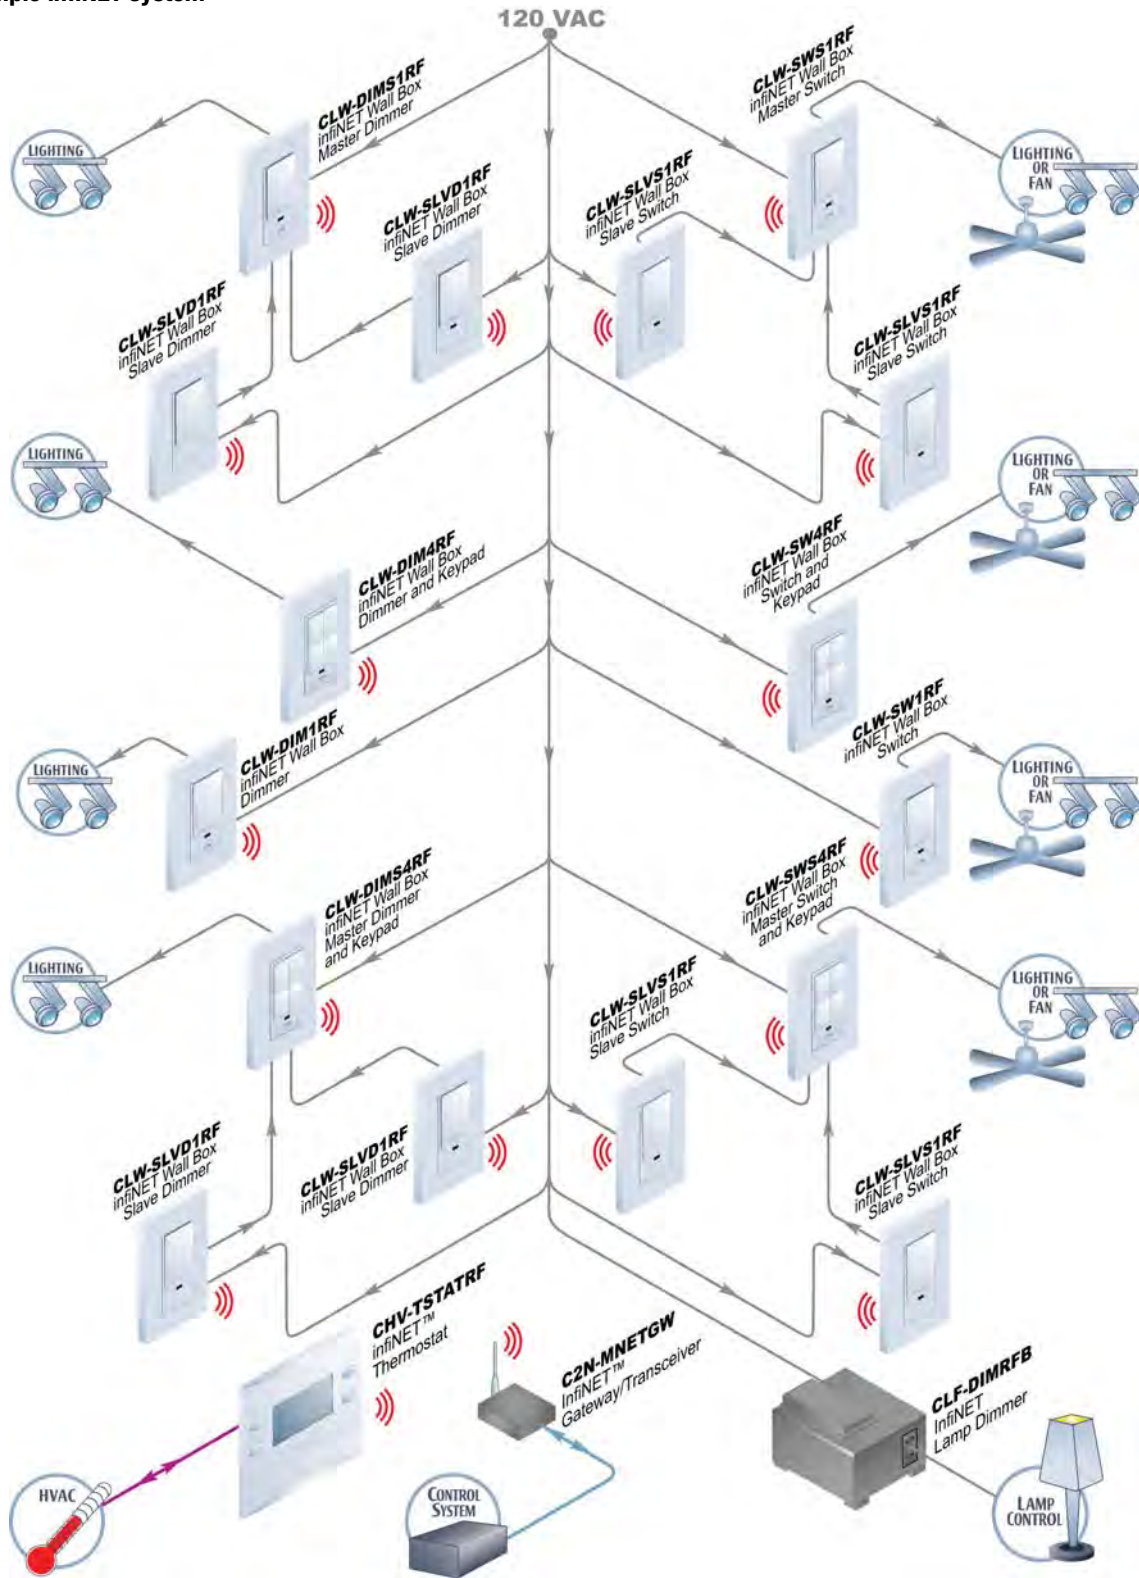 120 VAC
CLW-DIMS1RF
infiNET Wall Box
Master Dimmer
CLW-SWS1RF
infiNET Wall Box
Master Switch
LIGHTING
LIGHTING
OR
FAN
CLW-SLVD1RF
infiNET Wall Box
Slave Dimmer
CLW-SLVS1RF
infiNET Wall Box
Slave Switch
CLW-SLVD1RF
infiNET Wall Box
Slave Dimmer
CLW-SLVS1RF
infiNET Wall Box
Slave Switch
LIGHTING
LIGHTING
OR
FAN
CLW-DIM4RF
infiNET Wall Box
Dimmer and Keypad
CLW-SW4RF
infiNET Wall Box
Switch and
Keypad
CLW-DIM1RF
infiNET Wall Box
Dimmer
CLW-SW1RF
infiNET Wall Box
Switch
LIGHTING
LIGHTING
OR
FAN
CLW-DIMS4RF
infiNET Wall Box
Master Dimmer
and Keypad
CLW-SWS4RF
infiNET Wall Box
Master Switch
and Keypad
LIGHTING
LIGHTING
OR
FAN
CLW-SLVS1RF
infiNET Wall Box
Slave Switch
CLW-SLVD1RF
infiNET Wall Box
Slave Dimmer
CLW-SLVD1RF
infiNET Wall Box
Slave Dimmer
CLW-SLVS1RF
infiNET Wall Box
Slave Switch
CHV-TSTATRF
infiNET™
Thermostat
C2N-MNETGW
InfiNET™
Gateway/Transceiver
CLF-DIMRFB
InfiNET
Lamp Dimmer
HVAC
CONTROL
SYSTEM
LAMP
CONTROL